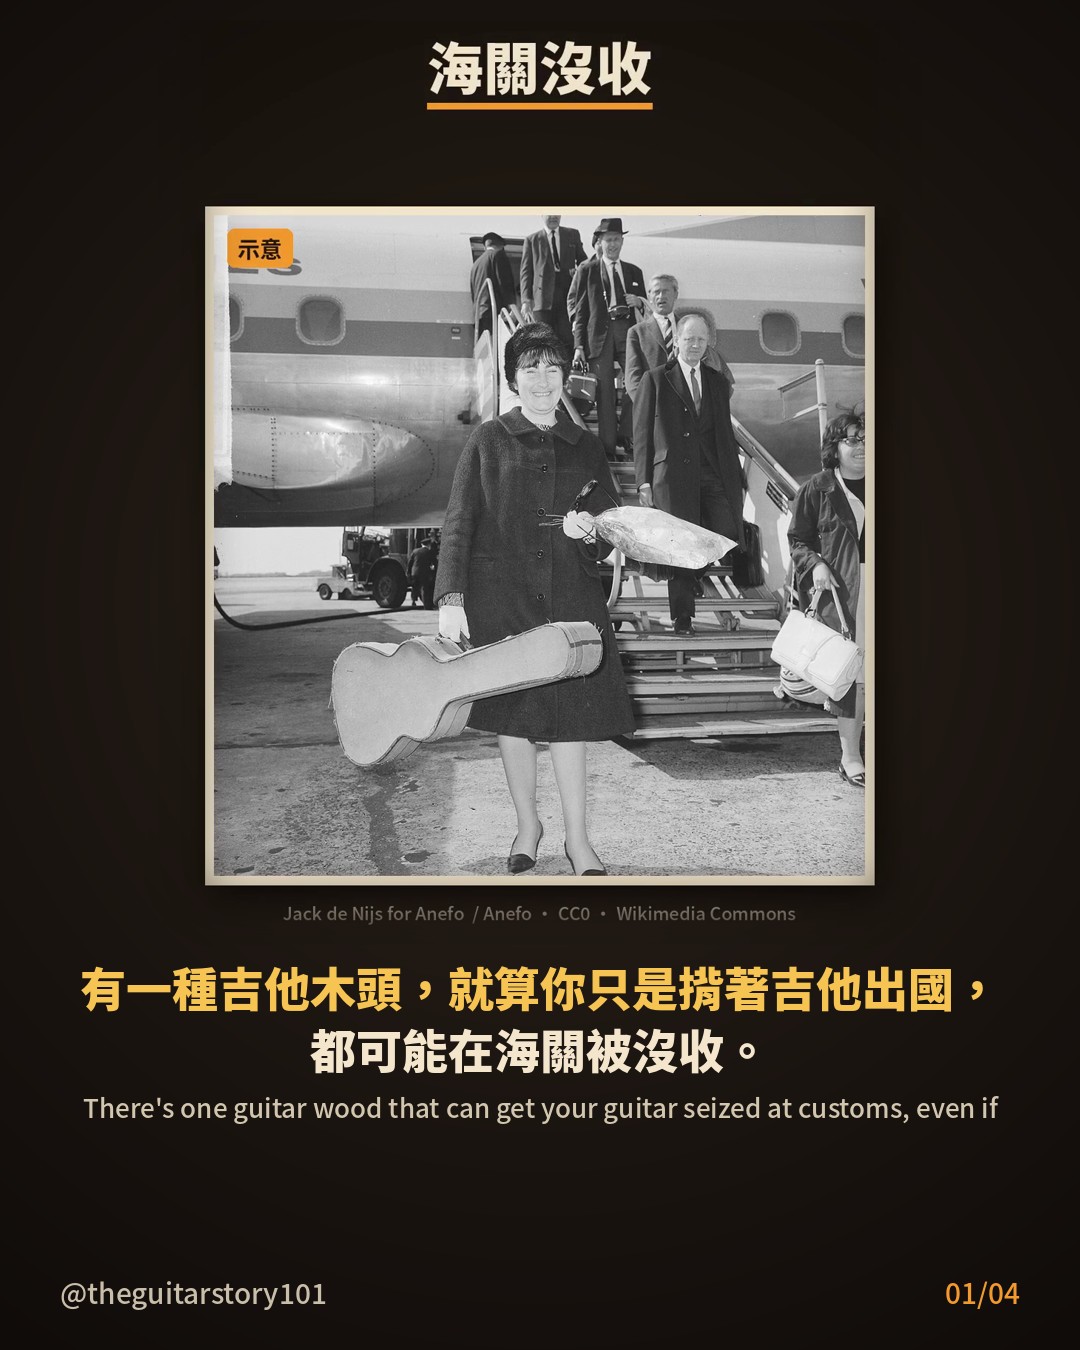 海關沒收
示意
Jack de Nijs for Anefo / Anefo • CC0 • Wikimedia Commons
有一種吉他木頭，就算你只是揹著吉他出國，
都可能在海關被沒收。
There's one guitar wood that can get your guitar seized at customs, even if
@theguitarstory101
01/04